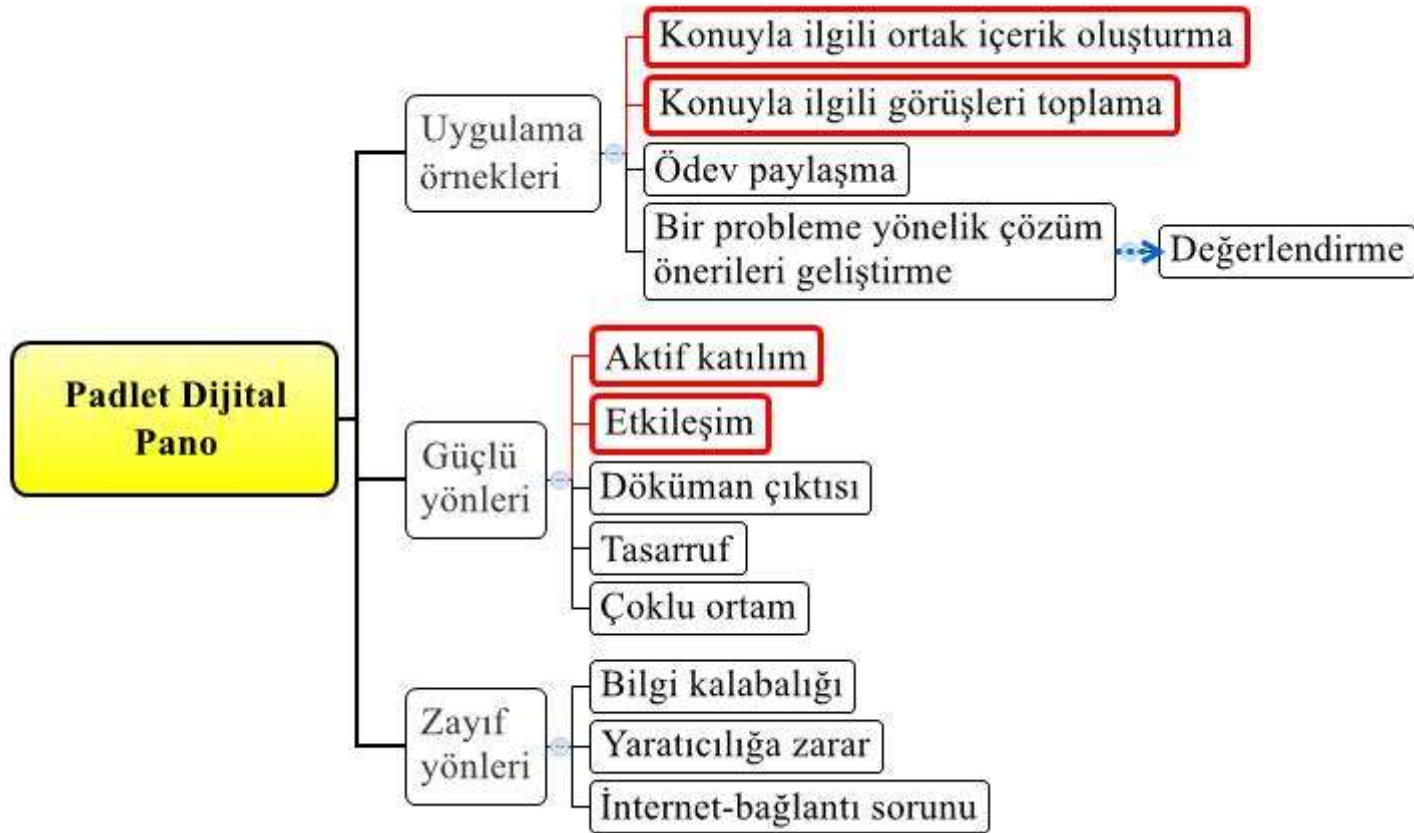 Padlet Dijital
Pano
Uygulama
örnekleri
Konuyla ilgili ortak içerik oluşturma
Konuyla ilgili görüşleri toplama
Ödev paylaşma
Bir probleme yönelik çözüm
önerileri geliştirme
Değerlendirme
Güçlü
yönleri
Aktif katılım
Etkileşim
Döküman çıktısı
Tasarruf
Çoklu ortam
Zayıf
yönleri
Bilgi kalabalığı
Yaratıcılığa zarar
İnternet-bağlantı sorunu